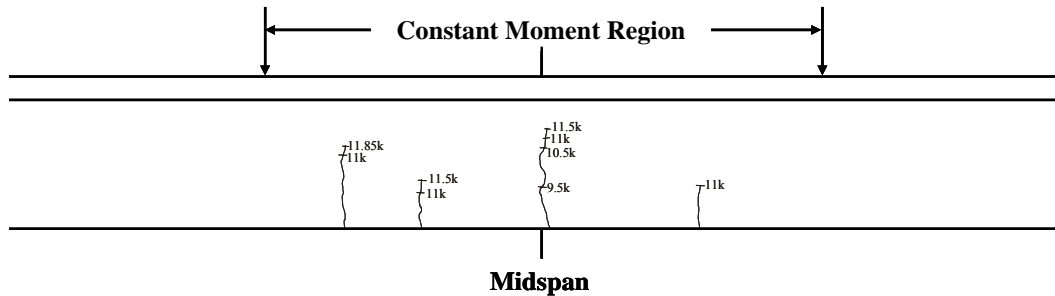 Constant Moment Region
11.85k
11k
11.5k
11k
11.5k
11k
10.5k
9.5k
11k
Midspan